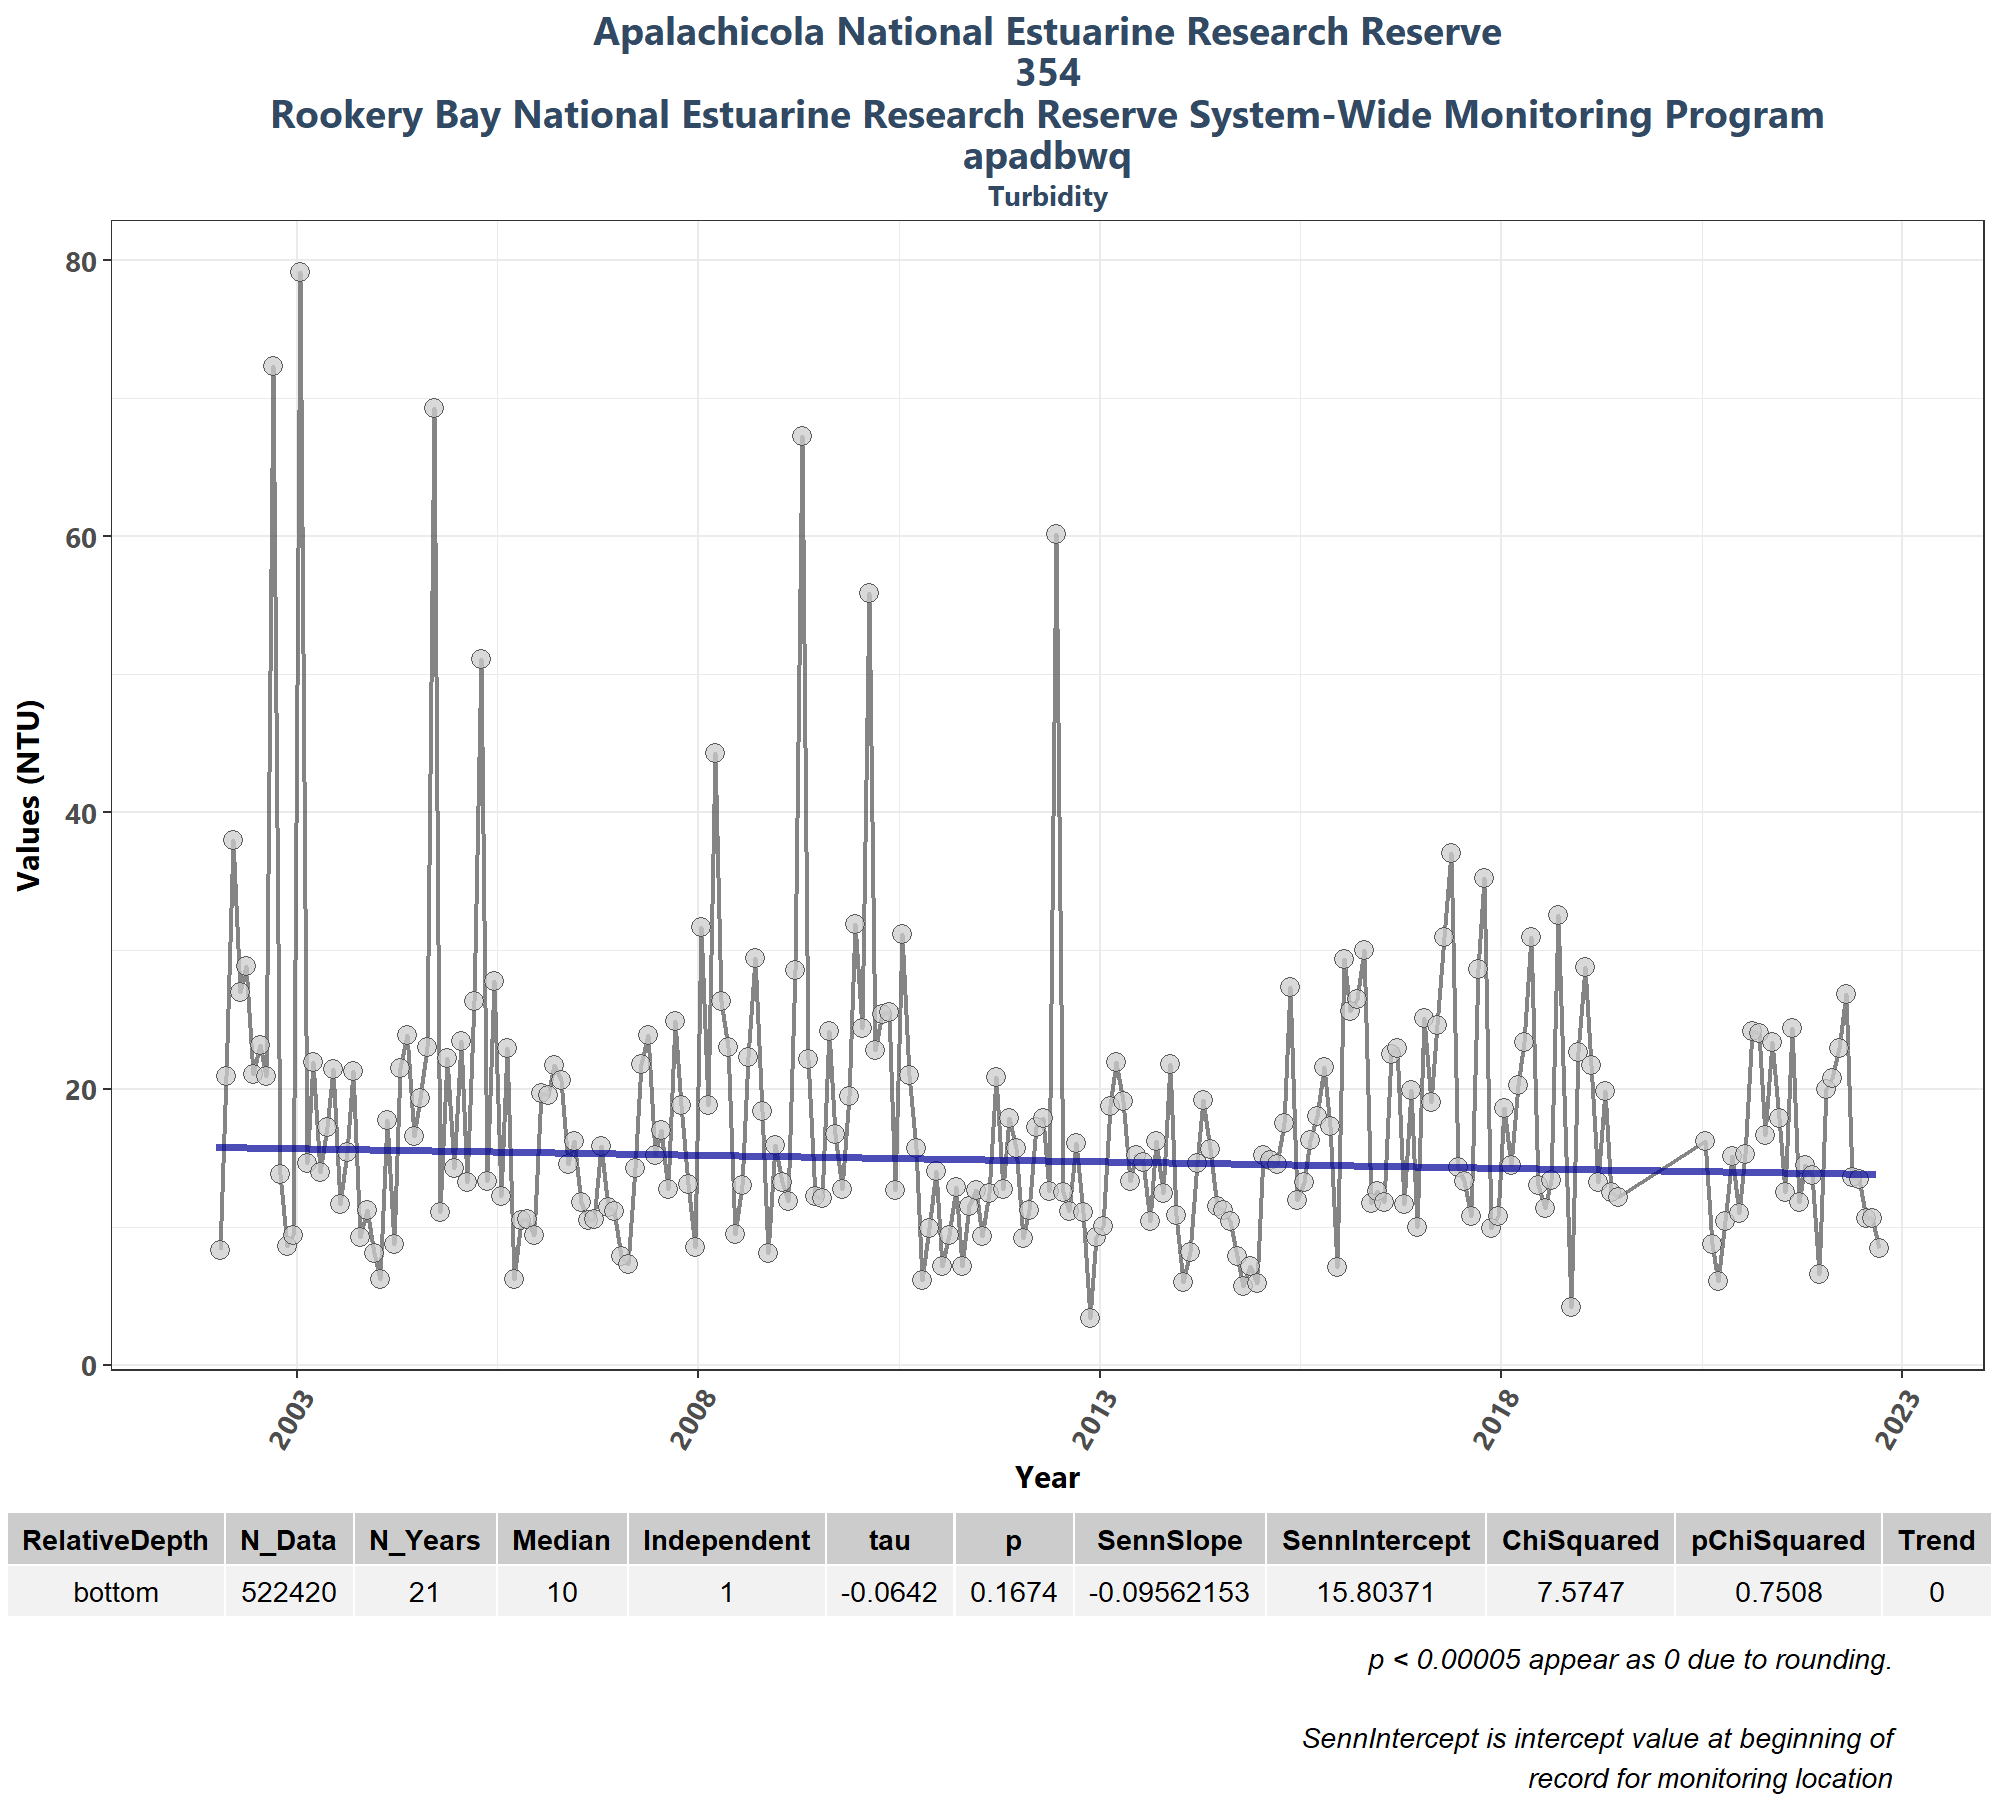 Apalachicola National Estuarine Research Reserve
354
Rookery Bay National Estuarine Research Reserve System-Wide Monitoring Program
apadbwq
Turbidity
Values (NTU)
80
60
40
20
0
2003 2008 2013 2018 2023
Year
RelativeDepth N_Data N_Years Median Independent tau p SennSlope SennIntercept ChiSquared pChiSquared Trend
bottom 522420 21 10 1 -0.0642 0.1674 -0.09562153 15.80371 7.5747 0.7508 0
p < 0.00005 appear as 0 due to rounding.
SennIntercept is intercept value at beginning of
record for monitoring location